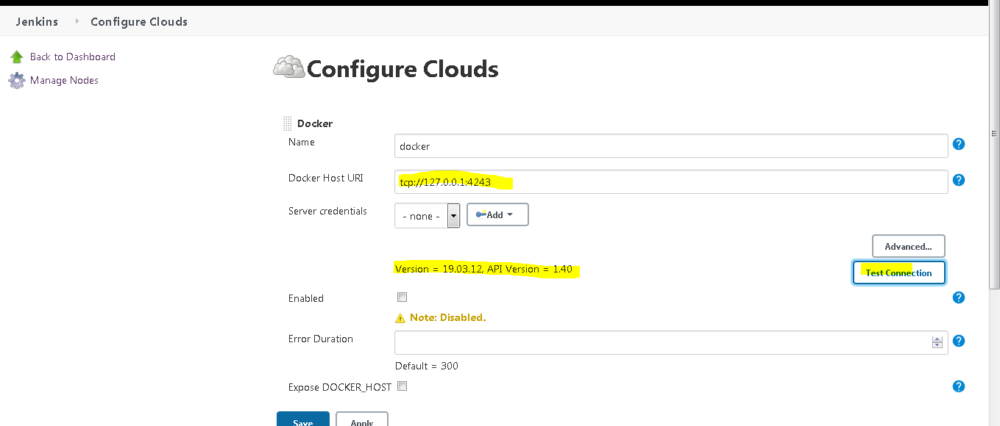 Jenkins Configure Clouds
Back to Dashboard
Manage Nodes
Configure Clouds
Docker
Name
docker
Docker Host URI
tcp://127.0.0.1:4243
Server credentials
- none -
Add
Advanced...
Version = 19.03.12, API Version = 1.40
Test Connection
Enabled
Note: Disabled.
Error Duration
Default = 300
Expose DOCKER_HOST
Save
Apply